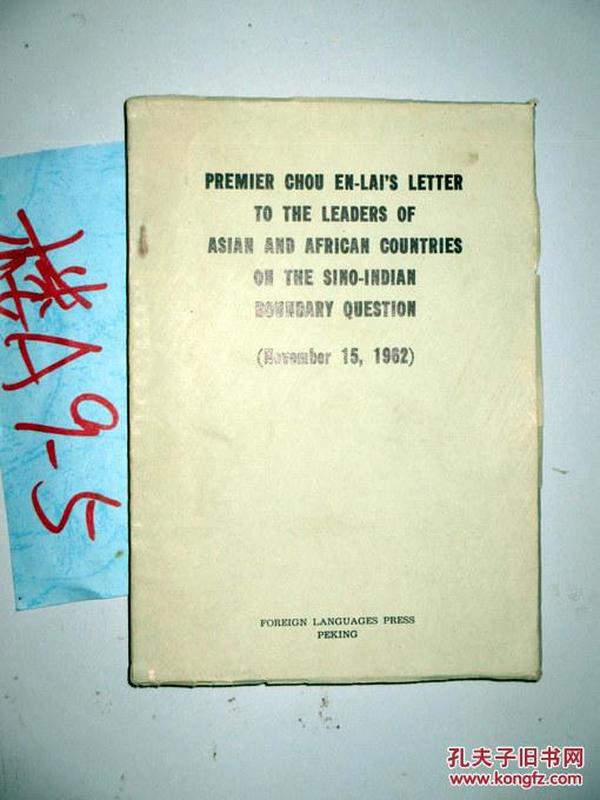 PREMIER CHOU EN-LAI'S LETTER
TO THE LEADERS OF
ASIAN AND AFRICAN COUNTRIES
ON THE SINO-INDIAN
BOUNDARY QUESTION
(November 15, 1962)
FOREIGN LANGUAGES PRESS
PEKING
楼A9-5
孔夫子旧书网
www.kongfz.com